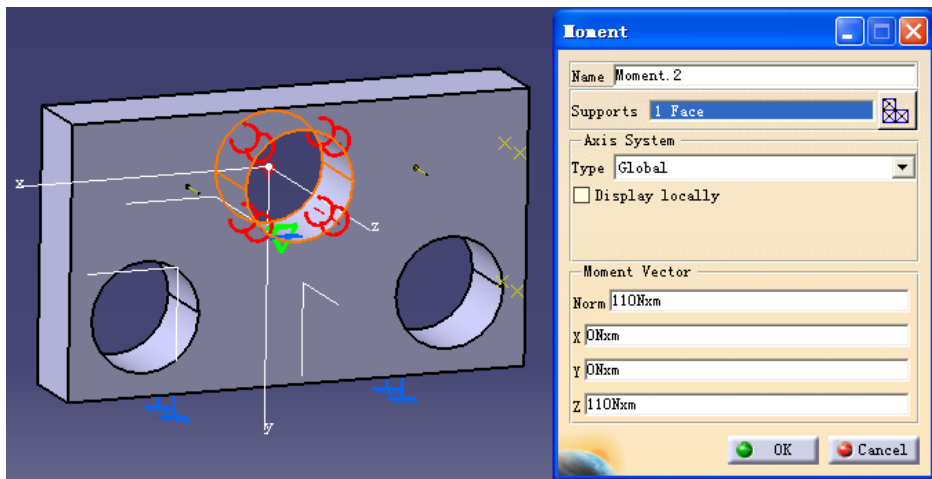 x
z
y
Moment
Name Moment.2
Supports 1 Face
Axis System
Type Global
Display locally
Moment Vector
Norm 110Nxm
X 0Nxm
Y 0Nxm
Z 110Nxm
OK Cancel